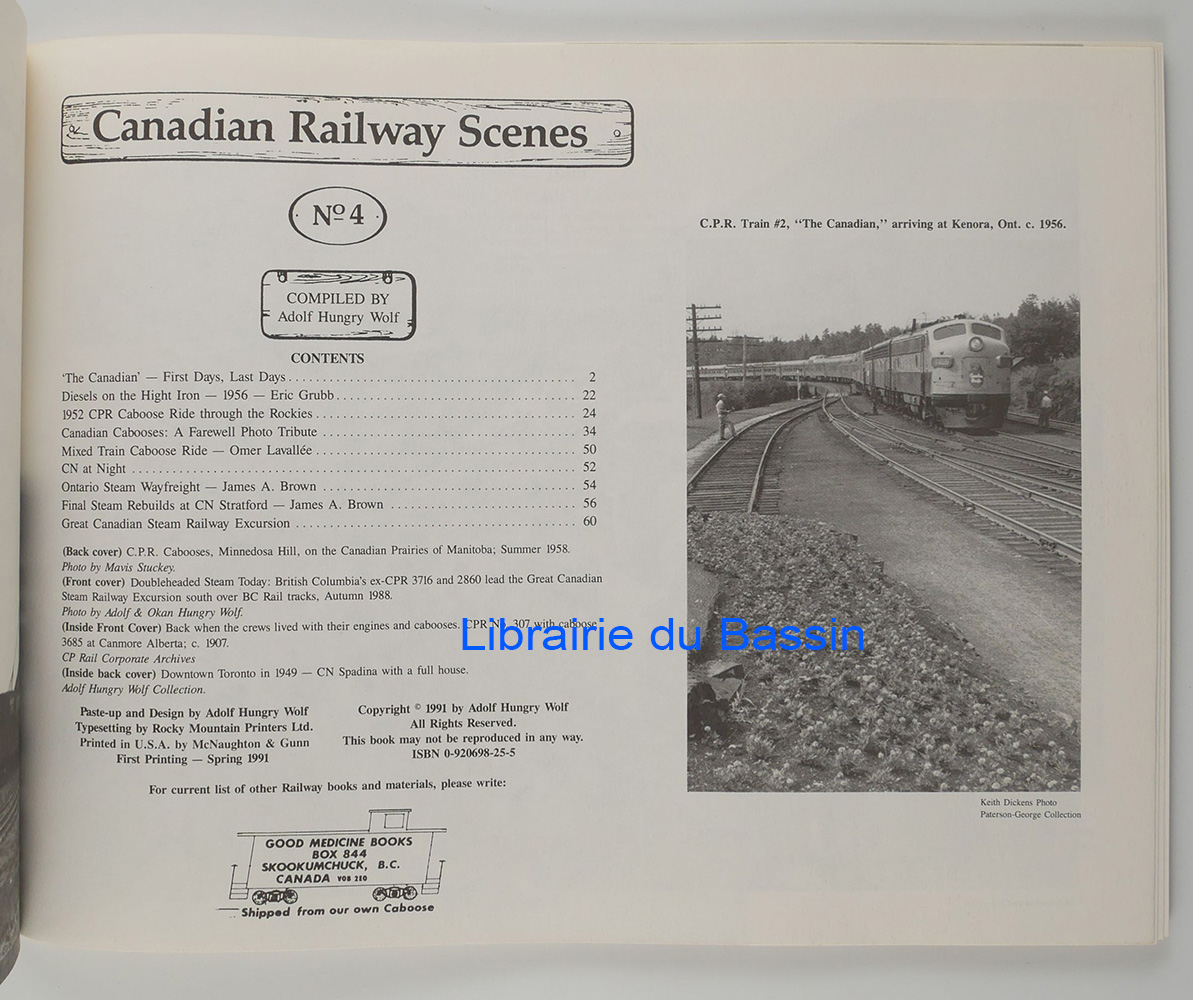 Canadian Railway Scenes
Nº 4
COMPILED BY
Adolf Hungry Wolf
CONTENTS
'The Canadian' — First Days, Last Days . . . . . . . . . . . . . . . . . . . . 2
Diesels on the Hight Iron — 1956 — Eric Grubb . . . . . . . . . . . . . . . . . . . . 22
1952 CPR Caboose Ride through the Rockies . . . . . . . . . . . . . . . . . . . . 24
Canadian Cabooses: A Farewell Photo Tribute . . . . . . . . . . . . . . . . . . . . 34
Mixed Train Caboose Ride — Omer Lavallée . . . . . . . . . . . . . . . . . . . . 50
CN at Night . . . . . . . . . . . . . . . . . . . . 52
Ontario Steam Wayfreight — James A. Brown . . . . . . . . . . . . . . . . . . . . 54
Final Steam Rebuilds at CN Stratford — James A. Brown . . . . . . . . . . . . . . . . . . . . 56
Great Canadian Steam Railway Excursion . . . . . . . . . . . . . . . . . . . . 60
(Back cover) C.P.R. Cabooses, Minnedosa Hill, on the Canadian Prairies of Manitoba; Summer 1958.
Photo by Mavis Stuckey.
(Front cover) Doubleheaded Steam Today: British Columbia's ex-CPR 3716 and 2860 lead the Great Canadian
Steam Railway Excursion south over BC Rail tracks, Autumn 1988.
Photo by Adolf & Okan Hungry Wolf.
(Inside Front Cover) Back when the crews lived with their engines and cabooses. CPR No. 307 with caboose
3685 at Canmore Alberta; c. 1907.
CP Rail Corporate Archives
(Inside back cover) Downtown Toronto in 1949 — CN Spadina with a full house.
Adolf Hungry Wolf Collection.
Paste-up and Design by Adolf Hungry Wolf
Typesetting by Rocky Mountain Printers Ltd.
Printed in U.S.A. by McNaughton & Gunn
First Printing — Spring 1991
Copyright © 1991 by Adolf Hungry Wolf
All Rights Reserved.
This book may not be reproduced in any way.
ISBN 0-920698-25-5
For current list of other Railway books and materials, please write:
GOOD MEDICINE BOOKS
BOX 844
SKOOKUMCHUCK, B.C.
CANADA V0B 2E0
Shipped from our own Caboose
C.P.R. Train #2, "The Canadian," arriving at Kenora, Ont. c. 1956.
Keith Dickens Photo
Paterson-George Collection
Librairie du Bassin